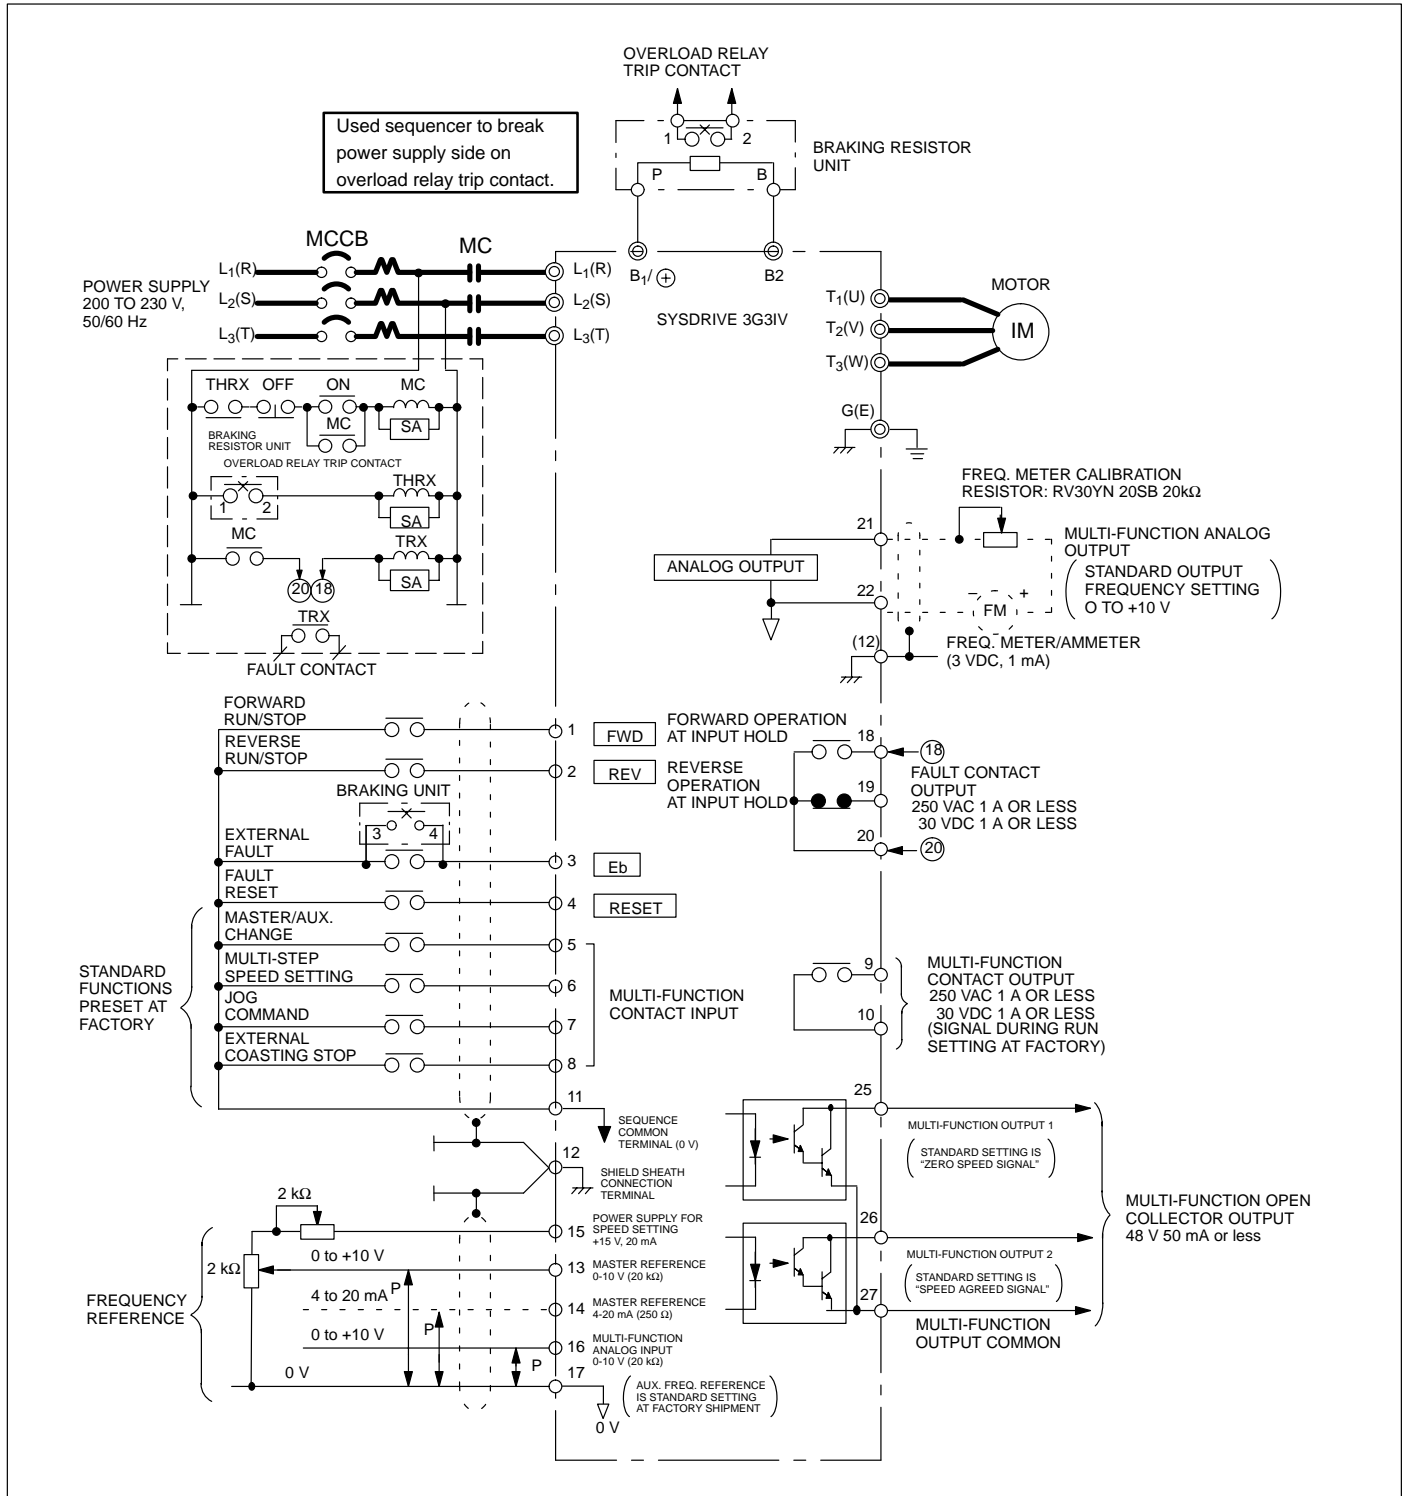 OVERLOAD RELAY
TRIP CONTACT
Used sequencer to break
power supply side on
overload relay trip contact.
1
2
BRAKING RESISTOR
UNIT
P
B
MCCB
MC
L1(R)
L1(R)
B1/ +
B2
POWER SUPPLY
200 TO 230 V,
50/60 Hz
L2(S)
L2(S)
SYSDRIVE 3G3IV
L3(T)
L3(T)
MOTOR
T1(U)
T2(V)
T3(W)
IM
G(E)
THRX
OFF
ON
MC
MC
SA
BRAKING
RESISTOR UNIT
OVERLOAD RELAY TRIP CONTACT
1
2
THRX
SA
MC
TRX
SA
20
18
TRX
FAULT CONTACT
FREQ. METER CALIBRATION
RESISTOR: RV30YN 20SB 20kΩ
21
ANALOG OUTPUT
22
MULTI-FUNCTION ANALOG
OUTPUT
( STANDARD OUTPUT
FREQUENCY SETTING
O TO +10 V )
–
+
FM
(12)
FREQ. METER/AMMETER
(3 VDC, 1 mA)
FORWARD
RUN/STOP
1
FWD
FORWARD OPERATION
AT INPUT HOLD
REVERSE
RUN/STOP
2
REV
REVERSE
OPERATION
AT INPUT HOLD
BRAKING UNIT
3
4
EXTERNAL
FAULT
3
Eb
FAULT
RESET
4
RESET
18
18
19
20
20
FAULT CONTACT
OUTPUT
250 VAC 1 A OR LESS
30 VDC 1 A OR LESS
STANDARD
FUNCTIONS
PRESET AT
FACTORY
MASTER/AUX.
CHANGE
5
MULTI-STEP
SPEED SETTING
6
JOG
COMMAND
7
EXTERNAL
COASTING STOP
8
MULTI-FUNCTION
CONTACT INPUT
9
10
MULTI-FUNCTION
CONTACT OUTPUT
250 VAC 1 A OR LESS
30 VDC 1 A OR LESS
(SIGNAL DURING RUN
SETTING AT FACTORY)
11
SEQUENCE
COMMON
TERMINAL (0 V)
12
SHIELD SHEATH
CONNECTION
TERMINAL
25
MULTI-FUNCTION OUTPUT 1
( STANDARD SETTING IS
“ZERO SPEED SIGNAL” )
26
MULTI-FUNCTION OUTPUT 2
( STANDARD SETTING IS
“SPEED AGREED SIGNAL” )
27
MULTI-FUNCTION
OUTPUT COMMON
MULTI-FUNCTION OPEN
COLLECTOR OUTPUT
48 V 50 mA or less
FREQUENCY
REFERENCE
2 kΩ
2 kΩ
15
POWER SUPPLY FOR
SPEED SETTING
+15 V, 20 mA
0 to +10 V
13
MASTER REFERENCE
0-10 V (20 kΩ)
P
4 to 20 mA
14
MASTER REFERENCE
4-20 mA (250 Ω)
P
0 to +10 V
16
MULTI-FUNCTION
ANALOG INPUT
0-10 V (20 kΩ)
P
0 V
17
( AUX. FREQ. REFERENCE
IS STANDARD SETTING
AT FACTORY SHIPMENT )
0 V